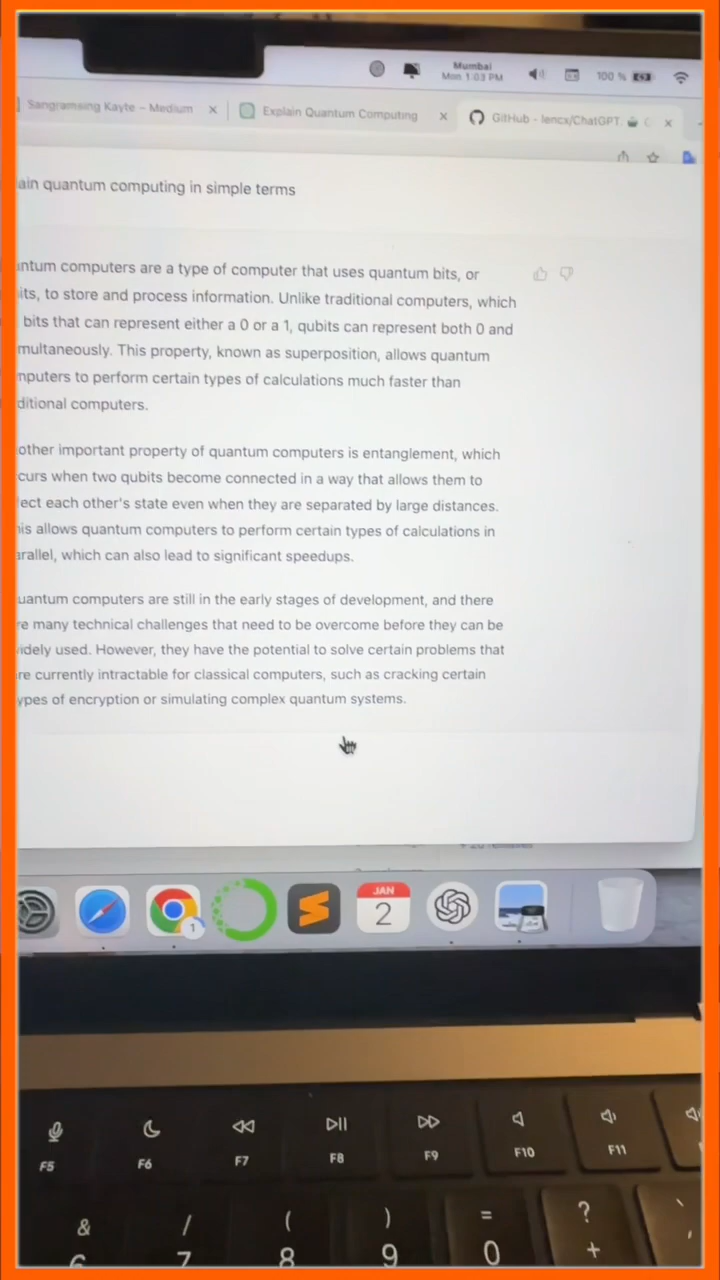 Mumbai
Mon 1:03 PM
100 %
Sangramsing Kayte - Medium
Explain Quantum Computing
GitHub - lencx/ChatGPT:
ain quantum computing in simple terms
ntum computers are a type of computer that uses quantum bits, or
its, to store and process information. Unlike traditional computers, which
bits that can represent either a 0 or a 1, qubits can represent both 0 and
multaneously. This property, known as superposition, allows quantum
nputers to perform certain types of calculations much faster than
ditional computers.
other important property of quantum computers is entanglement, which
curs when two qubits become connected in a way that allows them to
ect each other's state even when they are separated by large distances.
is allows quantum computers to perform certain types of calculations in
arallel, which can also lead to significant speedups.
uantum computers are still in the early stages of development, and there
re many technical challenges that need to be overcome before they can be
idely used. However, they have the potential to solve certain problems that
re currently intractable for classical computers, such as cracking certain
ypes of encryption or simulating complex quantum systems.
1
JAN
2
F5 F6 F7 F8 F9 F10 F11
& / ( ) = ? `
6 7 8 9 0 + ´